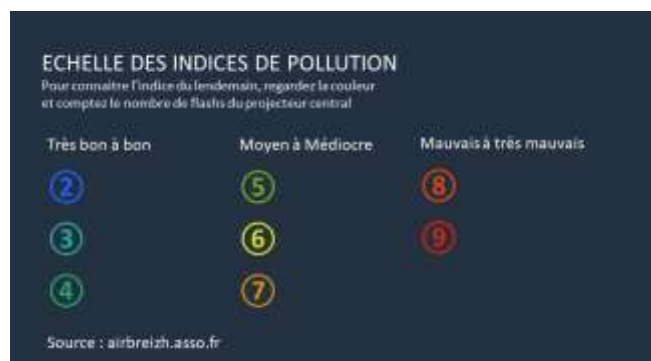 ECHELLE DES INDICES DE POLLUTION
Pour connaitre l'indice du lendemain, regardez la couleur
et comptez le nombre de flashs du projecteur central
Très bon à bon
Moyen à Médiocre
Mauvais à très mauvais
2
5
8
3
6
9
4
7
Source : airbreizh.asso.fr